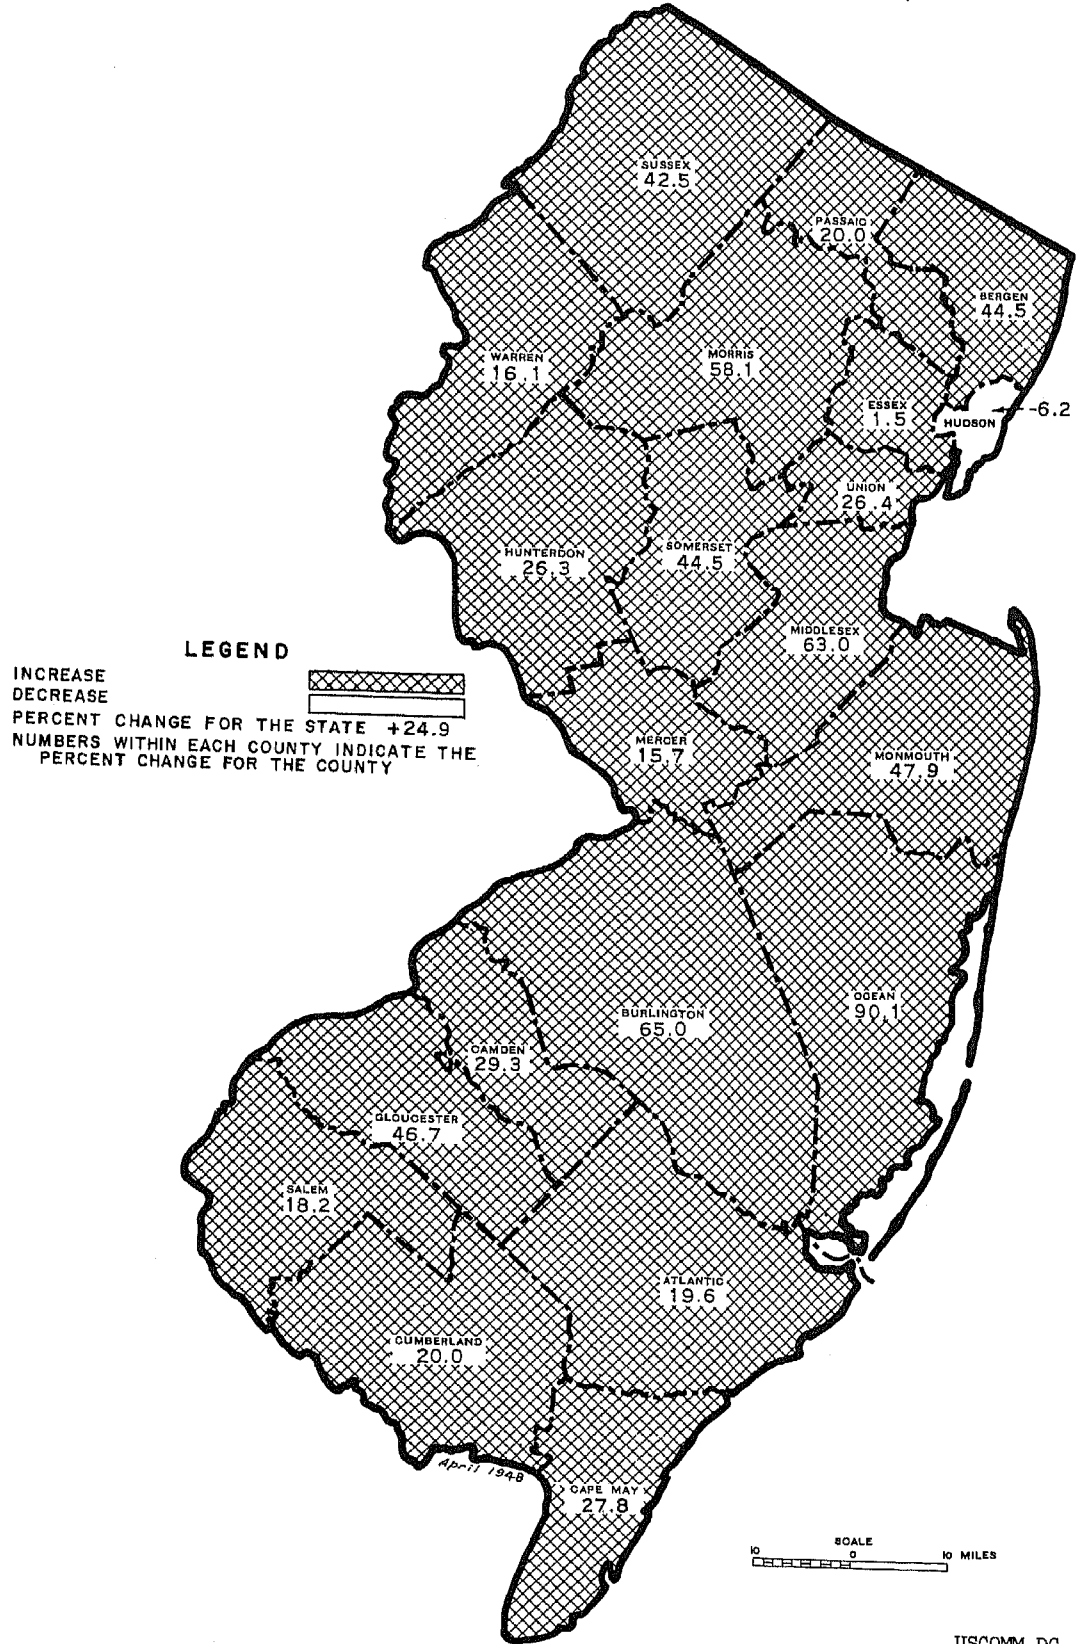 SUSSEX
42.5
PASSAIC
20.0
BERGEN
44.5
WARREN
16.1
MORRIS
58.1
ESSEX
1.5
-6.2
HUDSON
UNION
26.4
HUNTERDON
26.3
SOMERSET
44.5
MIDDLESEX
63.0
LEGEND
INCREASE
DECREASE
PERCENT CHANGE FOR THE STATE +24.9
NUMBERS WITHIN EACH COUNTY INDICATE THE
PERCENT CHANGE FOR THE COUNTY
MERCER
15.7
MONMOUTH
47.9
OCEAN
90.1
BURLINGTON
65.0
CAMDEN
29.3
GLOUCESTER
46.7
SALEM
18.2
ATLANTIC
19.6
CUMBERLAND
20.0
April 1948
CAPE MAY
27.8
SCALE
10 0 10 MILES
USCOMM-DC